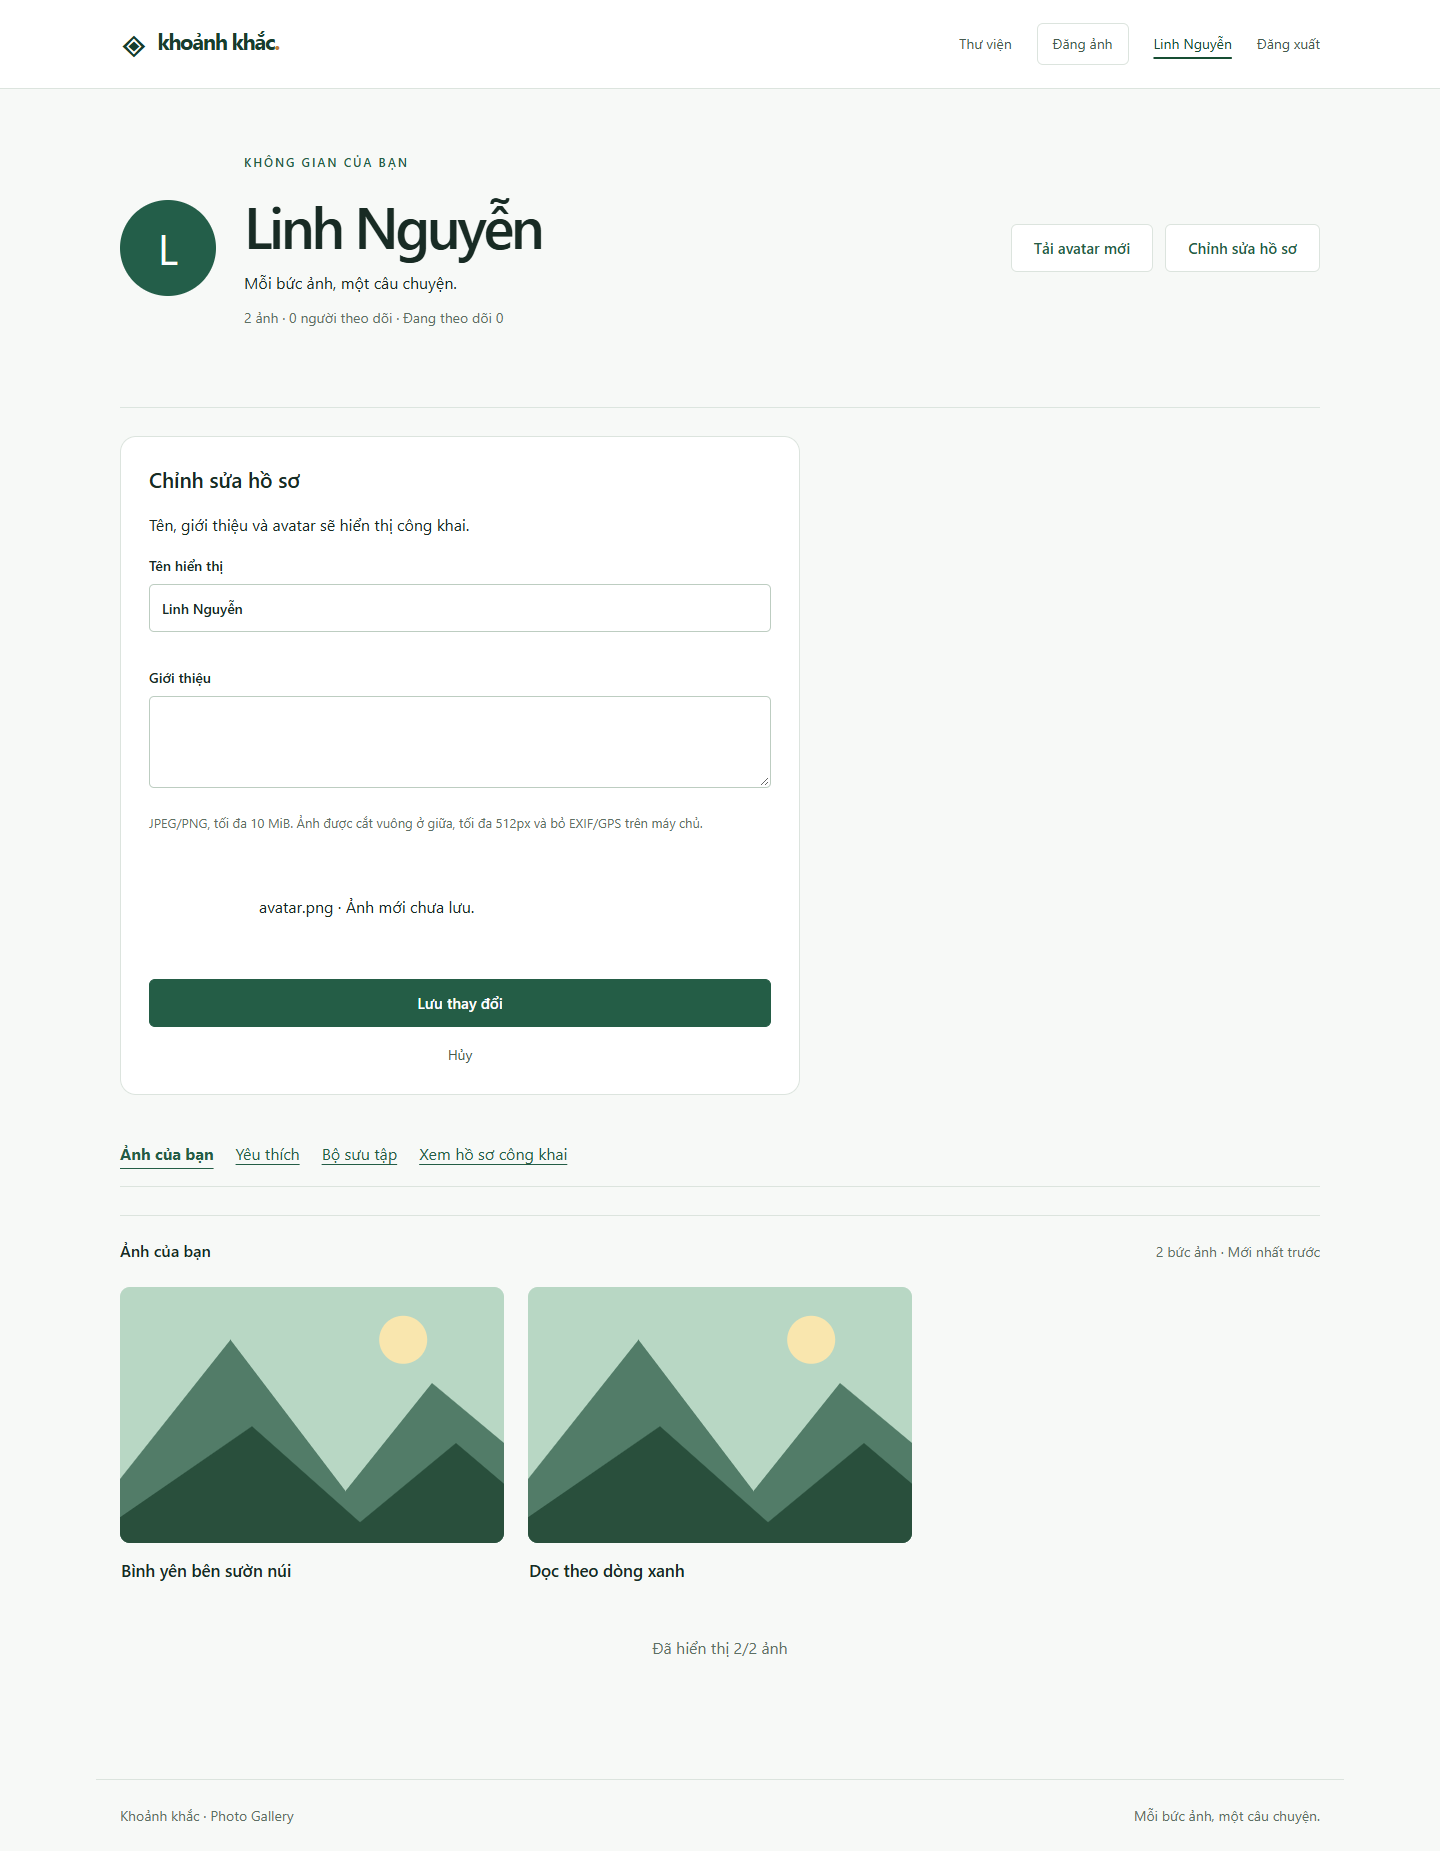 khoảnh khắc.
Thư viện
Đăng ảnh
Linh Nguyễn
Đăng xuất
KHÔNG GIAN CỦA BẠN
L
Linh Nguyễn
Mỗi bức ảnh, một câu chuyện.
2 ảnh · 0 người theo dõi · Đang theo dõi 0
Tải avatar mới
Chỉnh sửa hồ sơ
Chỉnh sửa hồ sơ
Tên, giới thiệu và avatar sẽ hiển thị công khai.
Tên hiển thị
Linh Nguyễn
Giới thiệu
JPEG/PNG, tối đa 10 MiB. Ảnh được cắt vuông ở giữa, tối đa 512px và bỏ EXIF/GPS trên máy chủ.
avatar.png · Ảnh mới chưa lưu.
Lưu thay đổi
Hủy
Ảnh của bạn
Yêu thích
Bộ sưu tập
Xem hồ sơ công khai
Ảnh của bạn
2 bức ảnh · Mới nhất trước
Bình yên bên sườn núi
Dọc theo dòng xanh
Đã hiển thị 2/2 ảnh
Khoảnh khắc · Photo Gallery
Mỗi bức ảnh, một câu chuyện.